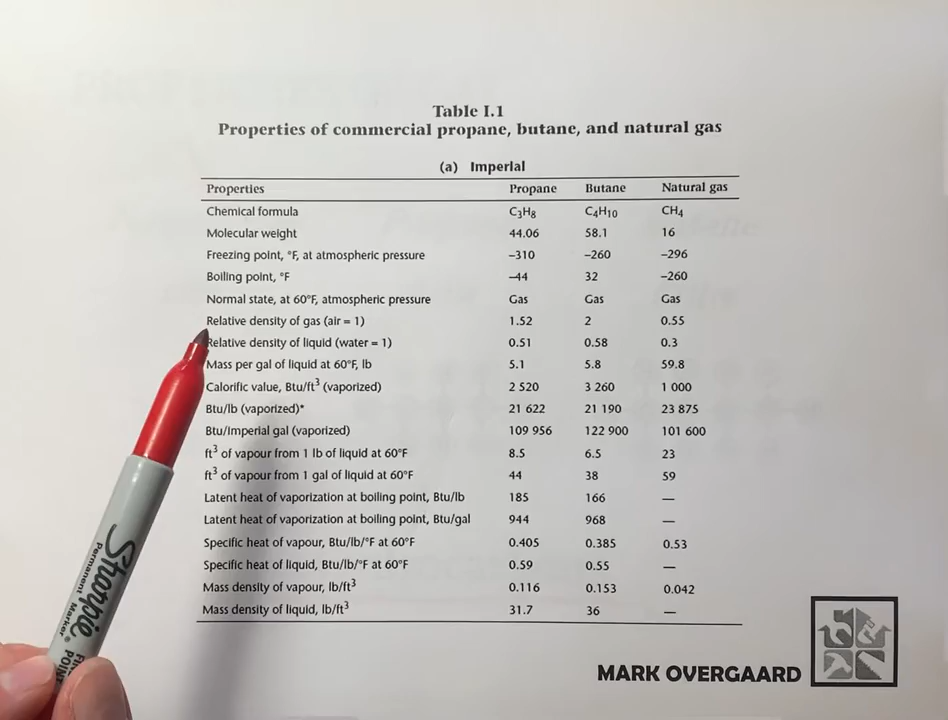 Table I.1
Properties of commercial propane, butane, and natural gas
(a) Imperial
Properties Propane Butane Natural gas
Chemical formula C3H8 C4H10 CH4
Molecular weight 44.06 58.1 16
Freezing point, °F, at atmospheric pressure –310 –260 –296
Boiling point, °F –44 32 –260
Normal state, at 60°F, atmospheric pressure Gas Gas Gas
Relative density of gas (air = 1) 1.52 2 0.55
Relative density of liquid (water = 1) 0.51 0.58 0.3
Mass per gal of liquid at 60°F, lb 5.1 5.8 59.8
Calorific value, Btu/ft³ (vaporized) 2 520 3 260 1 000
Btu/lb (vaporized)* 21 622 21 190 23 875
Btu/Imperial gal (vaporized) 109 956 122 900 101 600
ft³ of vapour from 1 lb of liquid at 60°F 8.5 6.5 23
ft³ of vapour from 1 gal of liquid at 60°F 44 38 59
Latent heat of vaporization at boiling point, Btu/lb 185 166 —
Latent heat of vaporization at boiling point, Btu/gal 944 968 —
Specific heat of vapour, Btu/lb/°F at 60°F 0.405 0.385 0.53
Specific heat of liquid, Btu/lb/°F at 60°F 0.59 0.55 —
Mass density of vapour, lb/ft³ 0.116 0.153 0.042
Mass density of liquid, lb/ft³ 31.7 36 —
Sharpie
Permanent Marker
MARK OVERGAARD